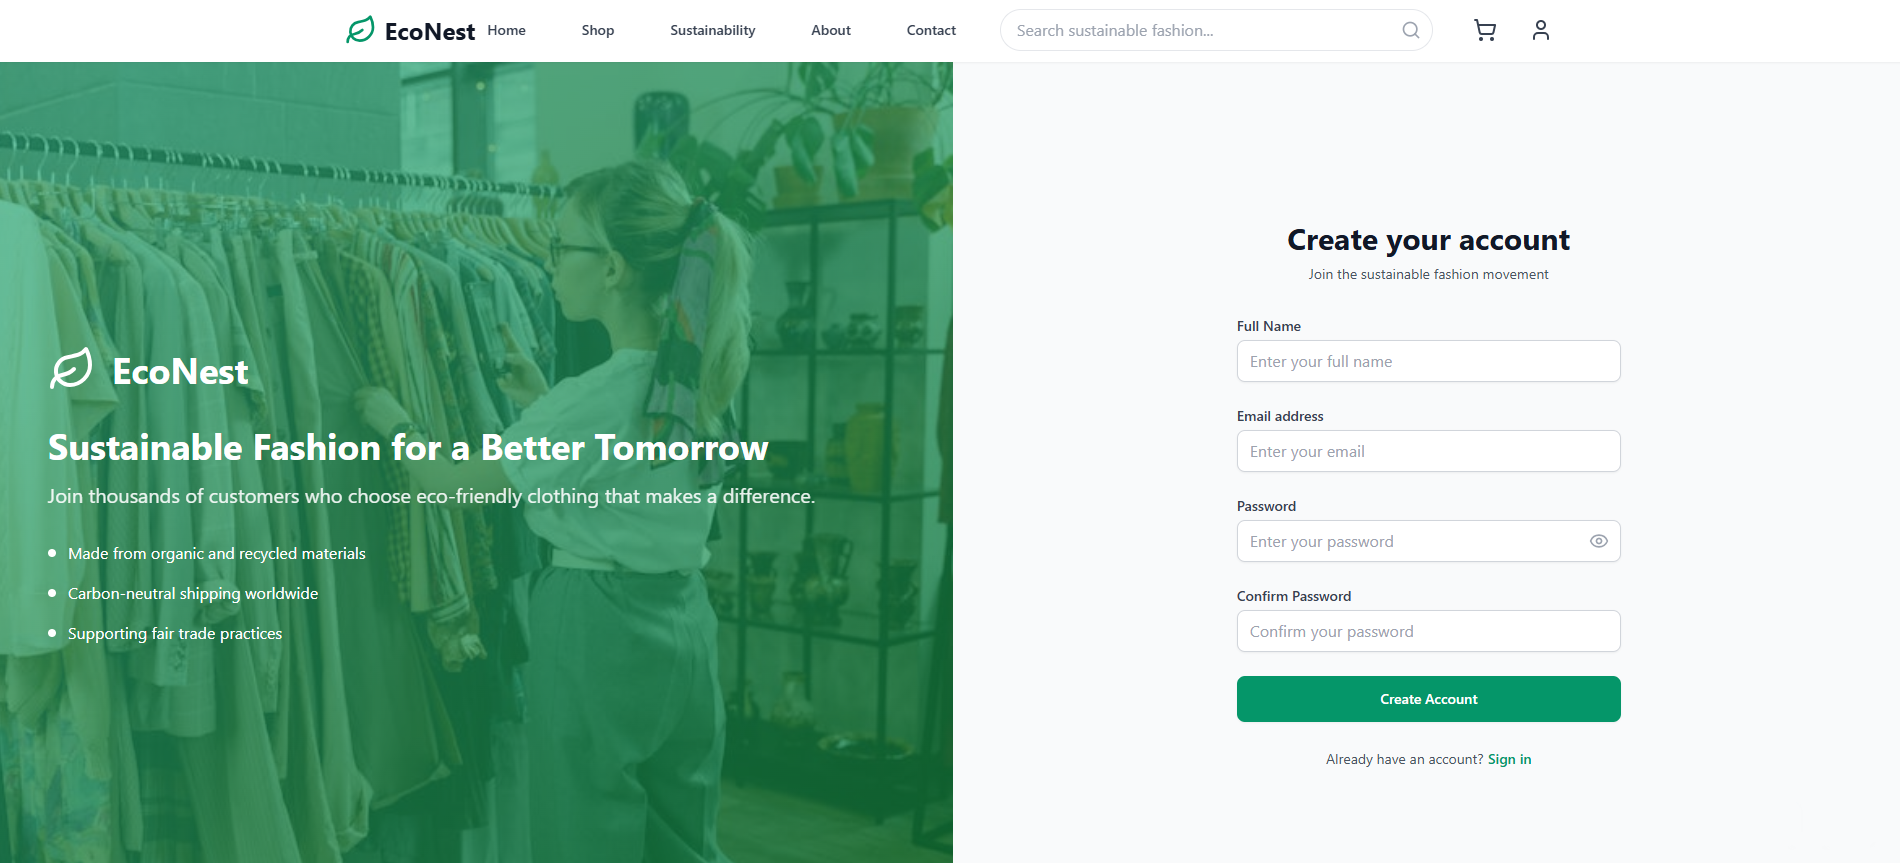 EcoNest
Home
Shop
Sustainability
About
Contact
Search sustainable fashion...
EcoNest
Sustainable Fashion for a Better Tomorrow
Join thousands of customers who choose eco-friendly clothing that makes a difference.
Made from organic and recycled materials
Carbon-neutral shipping worldwide
Supporting fair trade practices
Create your account
Join the sustainable fashion movement
Full Name
Enter your full name
Email address
Enter your email
Password
Enter your password
Confirm Password
Confirm your password
Create Account
Already have an account? Sign in